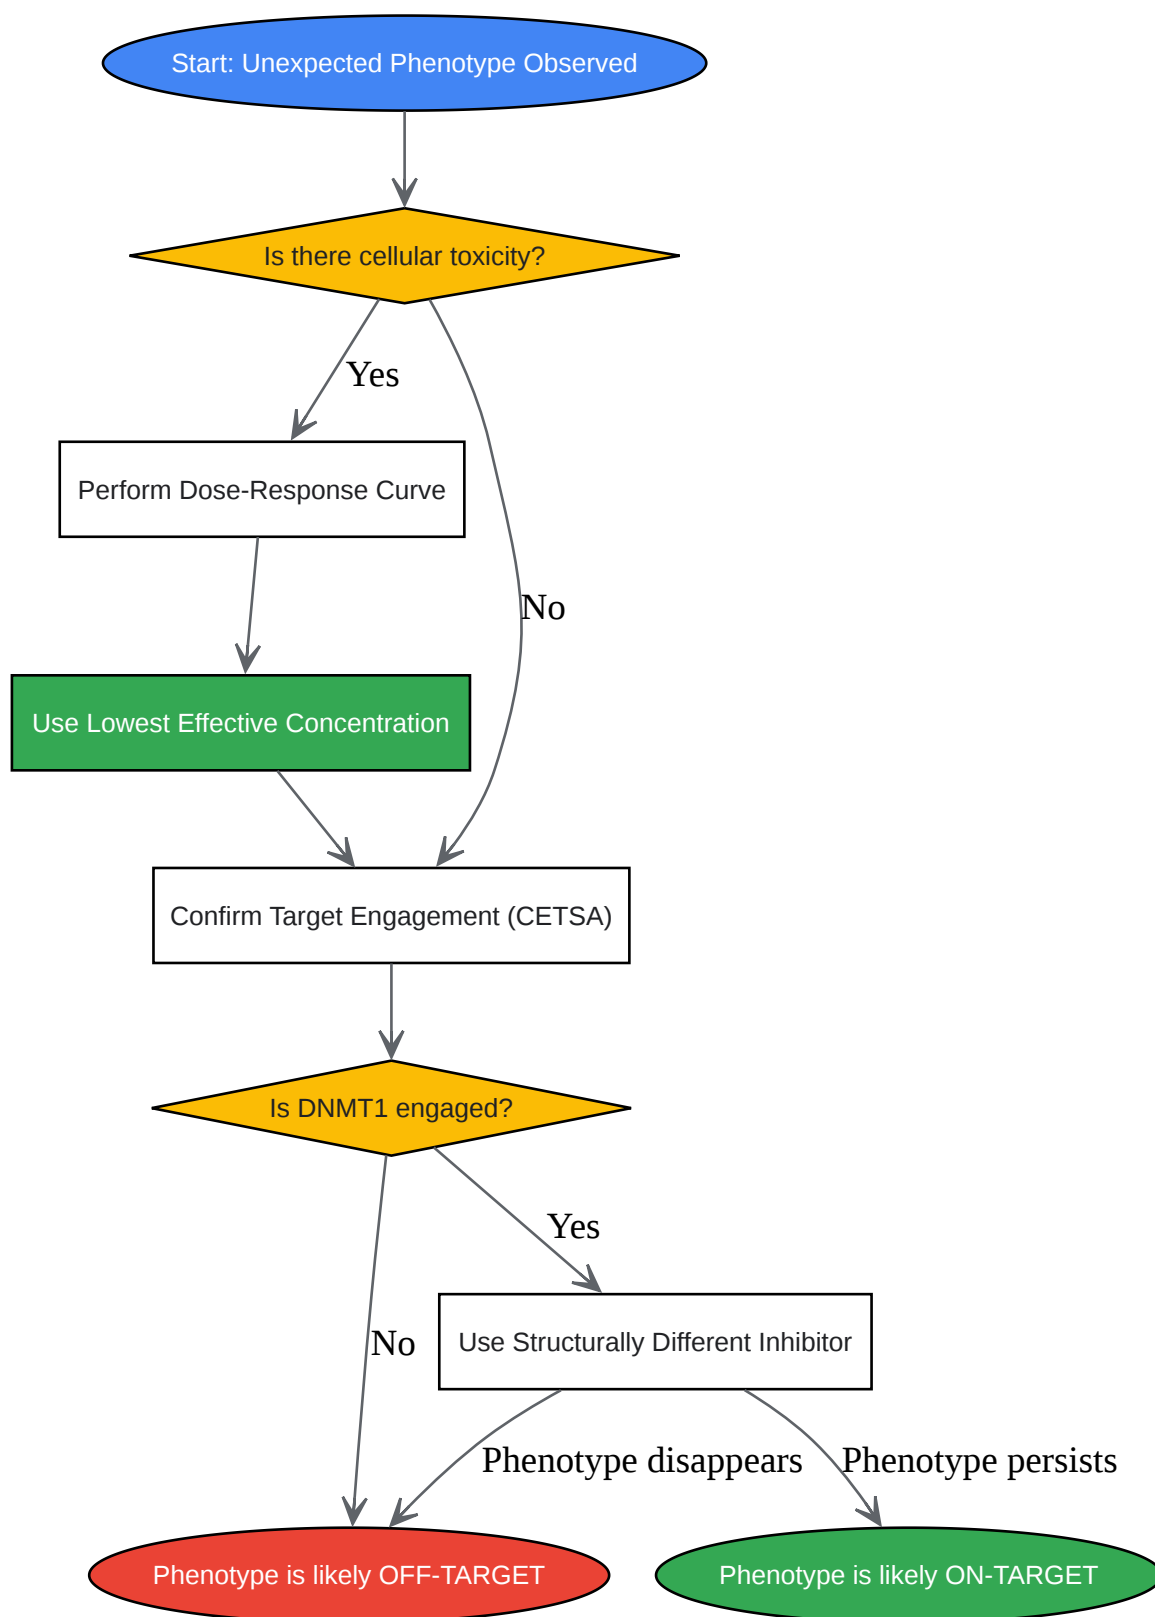 Start: Unexpected Phenotype Observed
Is there cellular toxicity?
Yes
Perform Dose-Response Curve
No
Use Lowest Effective Concentration
Confirm Target Engagement (CETSA)
Is DNMT1 engaged?
Yes
No
Use Structurally Different Inhibitor
Phenotype disappears
Phenotype persists
Phenotype is likely OFF-TARGET
Phenotype is likely ON-TARGET